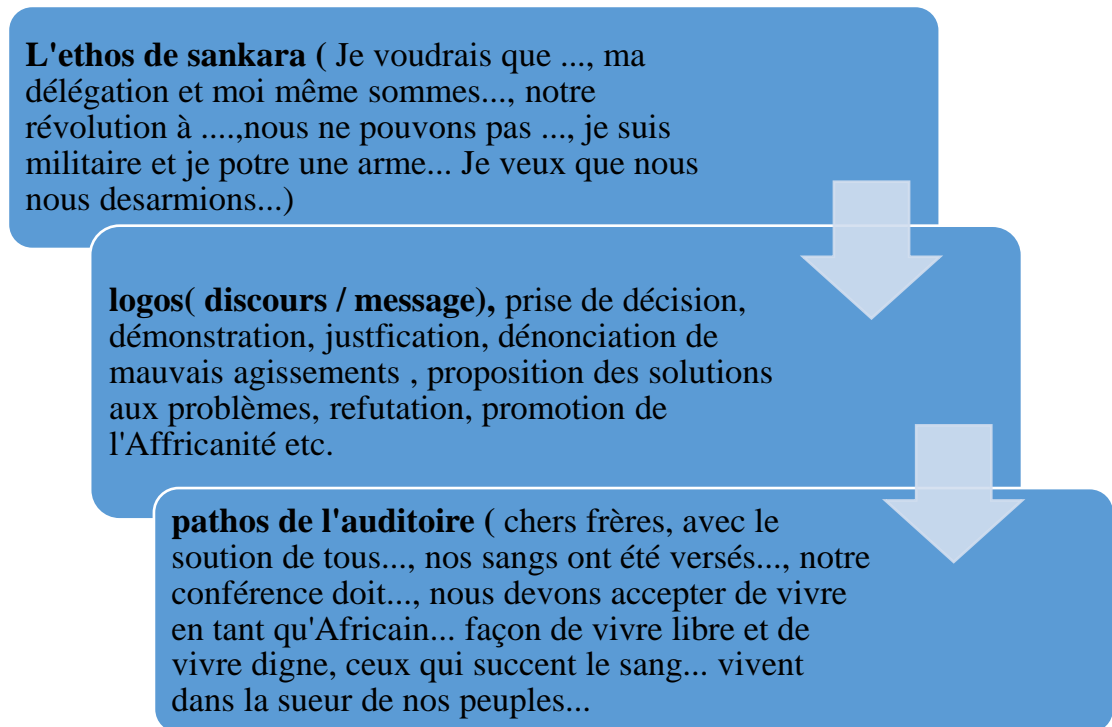 L'ethos de sankara ( Je voudrais que ..., ma
délégation et moi même sommes..., notre
révolution à ....,nous ne pouvons pas ..., je suis
militaire et je potre une arme... Je veux que nous
nous desarmions...)
logos( discours / message), prise de décision,
démonstration, justfication, dénonciation de
mauvais agissements , proposition des solutions
aux problèmes, refutation, promotion de
l'Affricanité etc.
pathos de l'auditoire ( chers frères, avec le
soution de tous..., nos sangs ont été versés..., notre
conférence doit..., nous devons accepter de vivre
en tant qu'Africain... façon de vivre libre et de
vivre digne, ceux qui succent le sang... vivent
dans la sueur de nos peuples...